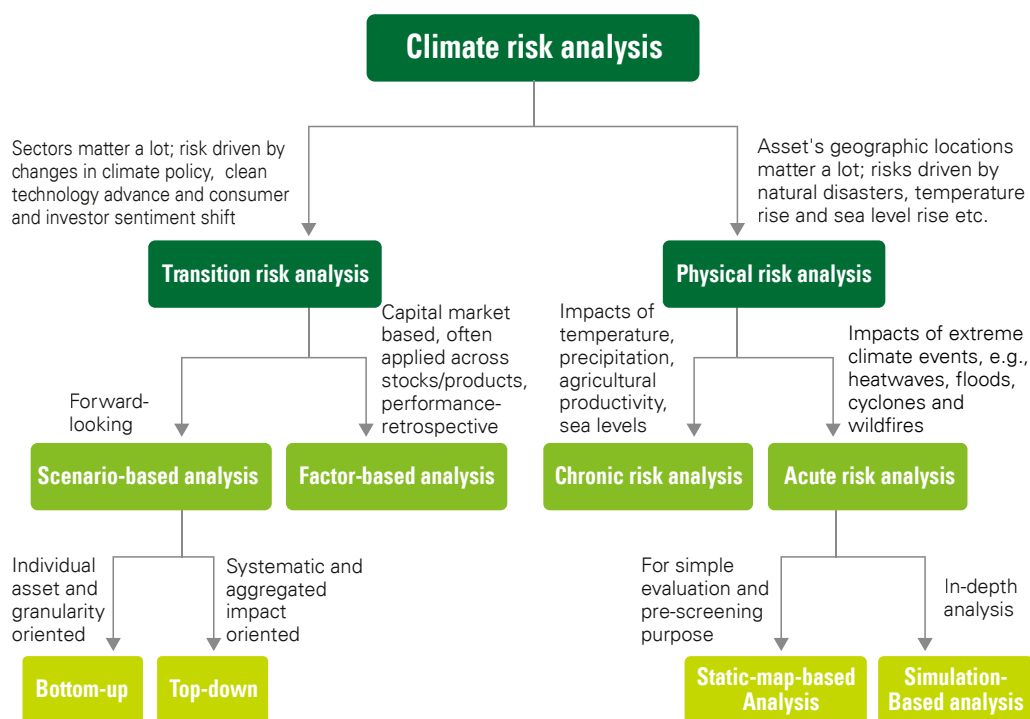 Climate risk analysis
Sectors matter a lot; risk driven by
changes in climate policy, clean
technology advance and consumer
and investor sentiment shift
Asset's geographic locations
matter a lot; risks driven by
natural disasters, temperature
rise and sea level rise etc.
Transition risk analysis
Physical risk analysis
Forward-
looking
Capital market
based, often
applied across
stocks/products,
performance-
retrospective
Impacts of
temperature,
precipitation,
agricultural
productivity,
sea levels
Impacts of extreme
climate events, e.g.,
heatwaves, floods,
cyclones and
wildfires
Scenario-based analysis
Factor-based analysis
Chronic risk analysis
Acute risk analysis
Individual
asset and
granularity
oriented
Systematic and
aggregated
impact
oriented
For simple
evaluation and
pre-screening
purpose
In-depth
analysis
Bottom-up
Top-down
Static-map-based
Analysis
Simulation-
Based analysis